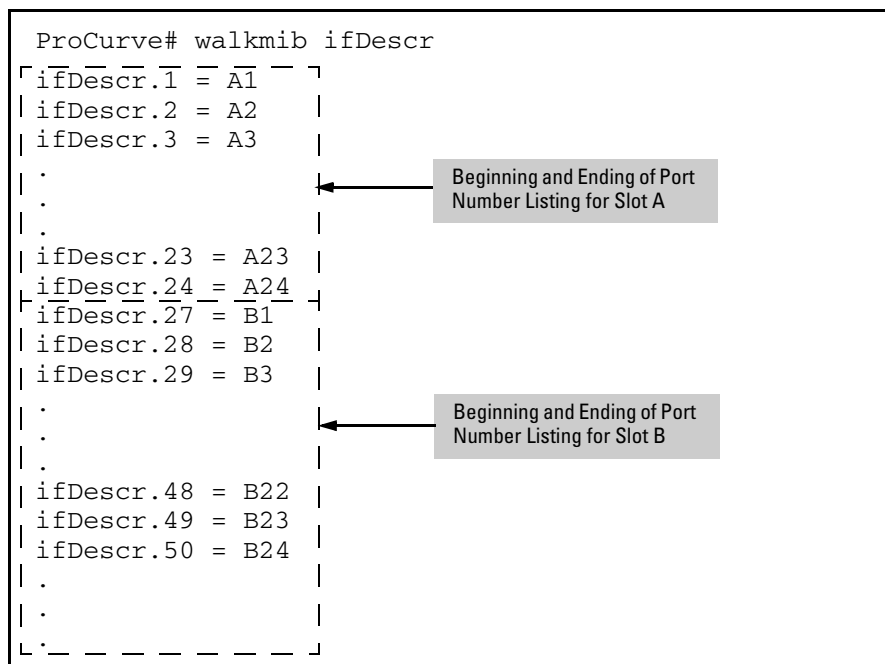 ProCurve# walkmib ifDescr
ifDescr.1 = A1
ifDescr.2 = A2
ifDescr.3 = A3
.
.
.
Beginning and Ending of Port
Number Listing for Slot A
ifDescr.23 = A23
ifDescr.24 = A24
ifDescr.27 = B1
ifDescr.28 = B2
ifDescr.29 = B3
.
.
.
Beginning and Ending of Port
Number Listing for Slot B
ifDescr.48 = B22
ifDescr.49 = B23
ifDescr.50 = B24
.
.
.